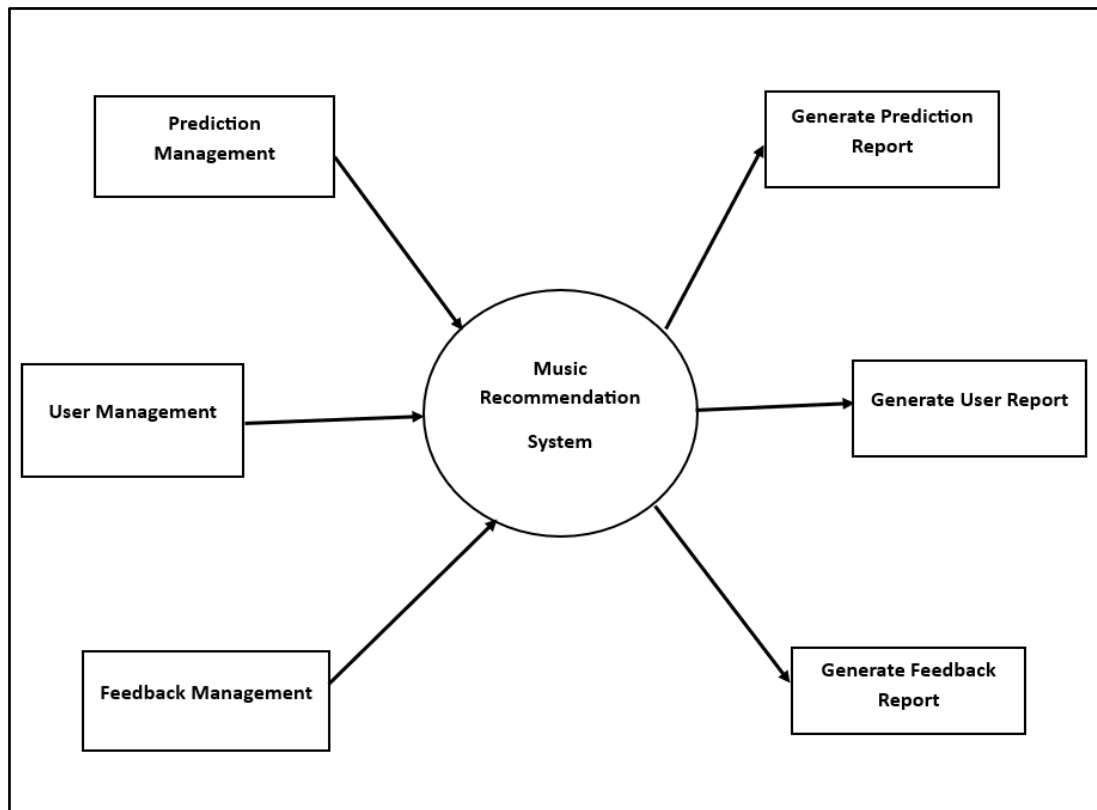 Prediction
Management
Generate Prediction
Report
Music
Recommendation
System
User Management
Generate User Report
Feedback Management
Generate Feedback
Report